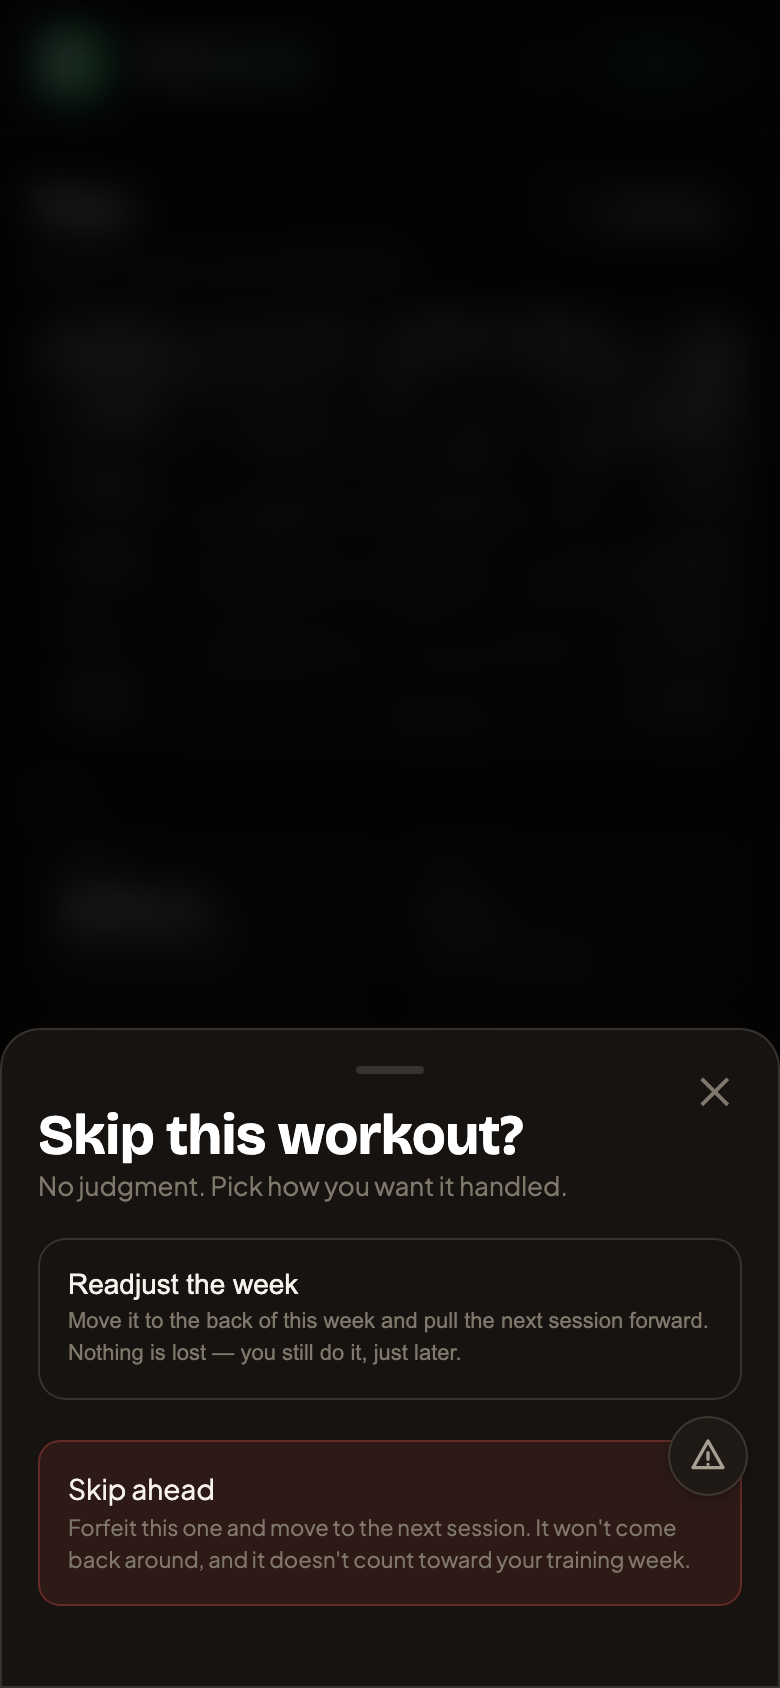 Skip this workout?
No judgment. Pick how you want it handled.
Readjust the week
Move it to the back of this week and pull the next session forward.
Nothing is lost — you still do it, just later.
Skip ahead
Forfeit this one and move to the next session. It won't come
back around, and it doesn't count toward your training week.